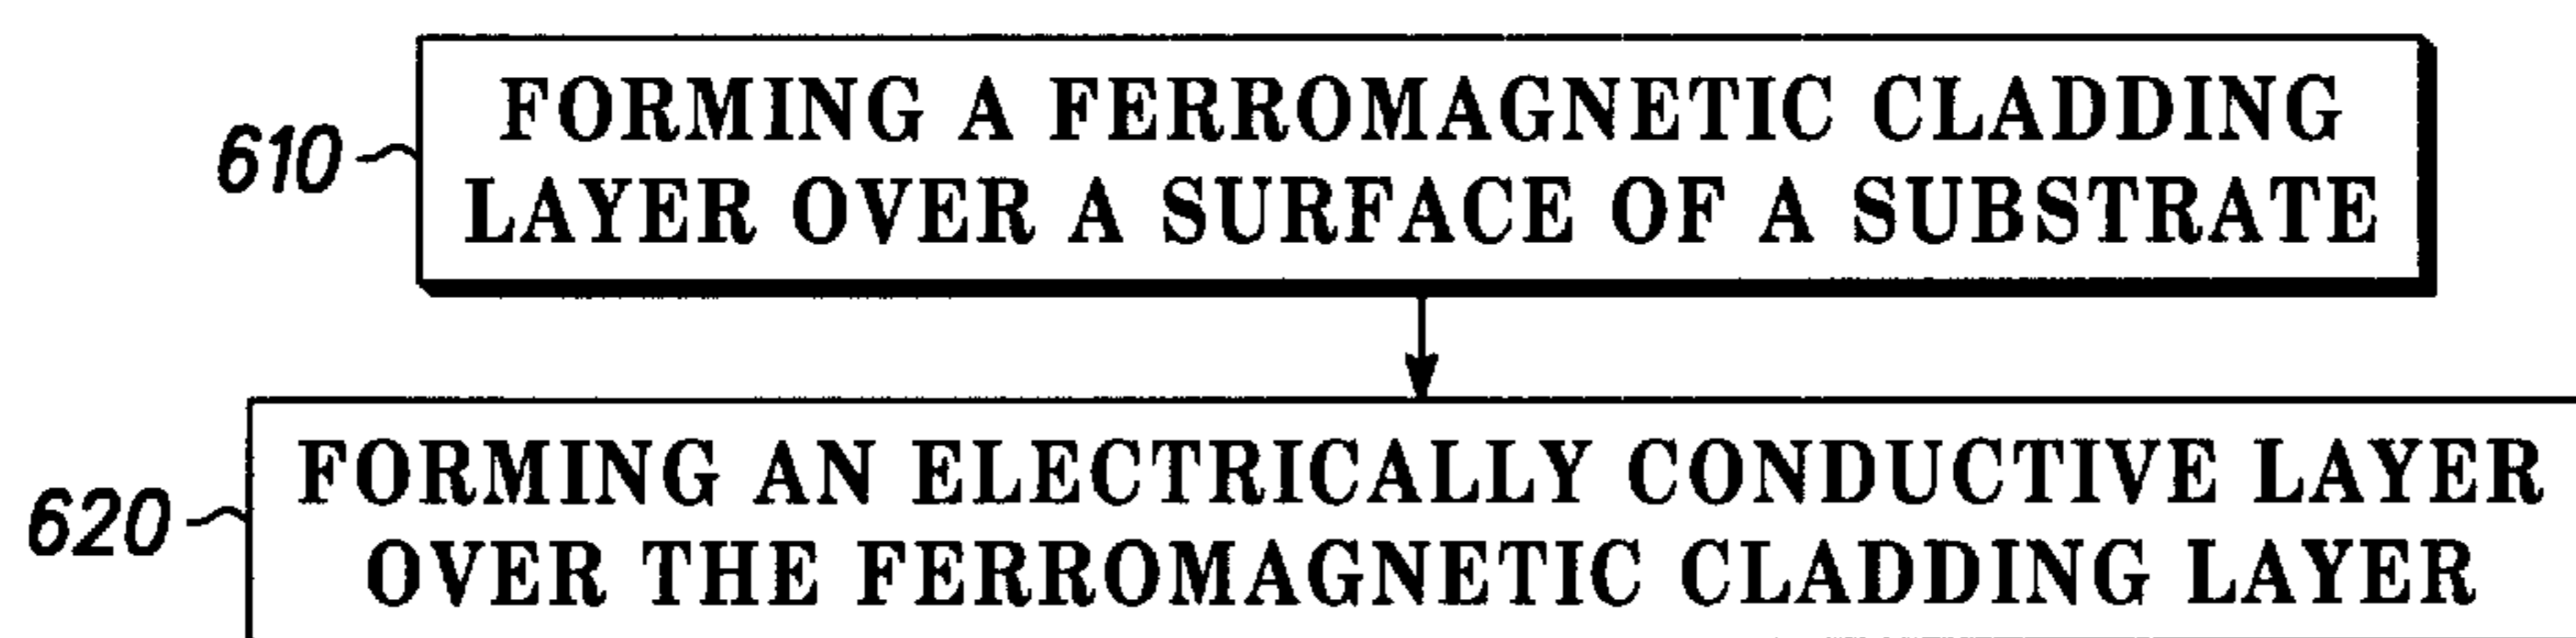 610
FORMING A FERROMAGNETIC CLADDING
LAYER OVER A SURFACE OF A SUBSTRATE
620
FORMING AN ELECTRICALLY CONDUCTIVE LAYER
OVER THE FERROMAGNETIC CLADDING LAYER